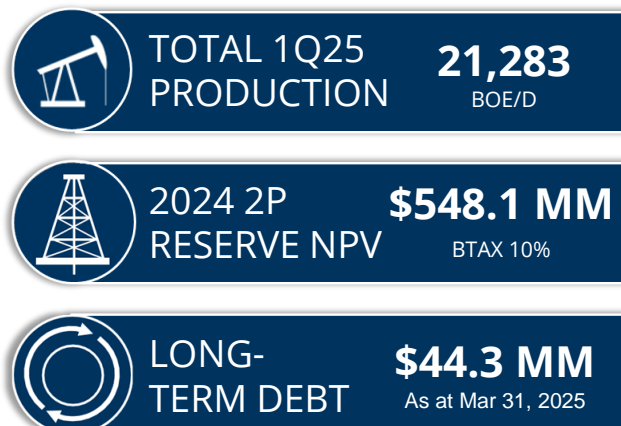 TOTAL 1Q25
PRODUCTION
21,283
BOE/D
2024 2P
RESERVE NPV
$548.1 MM
BTAX 10%
LONG-
TERM DEBT
$44.3 MM
As at Mar 31, 2025